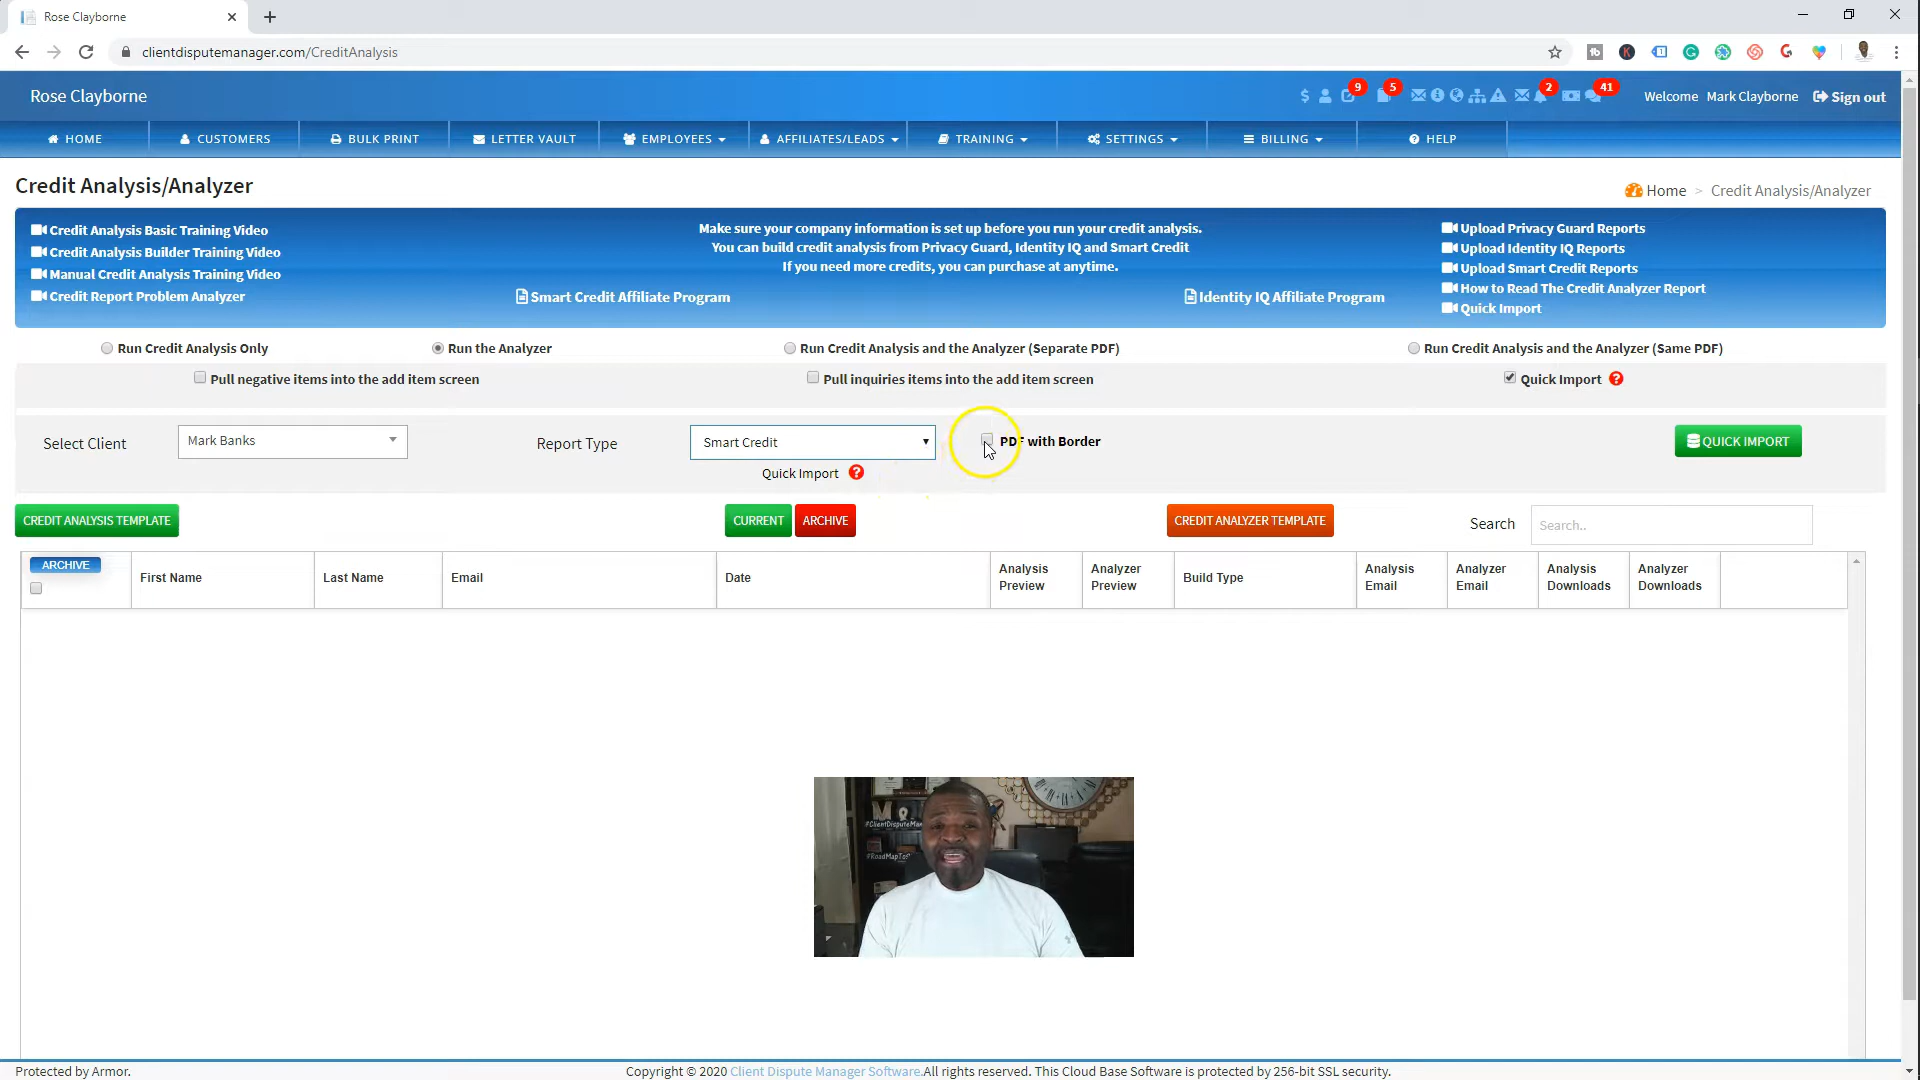 Rose Clayborne
clientdisputemanager.com/CreditAnalysis
Rose Clayborne
9
5
2
41
Welcome Mark Clayborne
Sign out
HOME
CUSTOMERS
BULK PRINT
LETTER VAULT
EMPLOYEES
AFFILIATES/LEADS
TRAINING
SETTINGS
BILLING
HELP
Credit Analysis/Analyzer
Home > Credit Analysis/Analyzer
Credit Analysis Basic Training Video
Credit Analysis Builder Training Video
Manual Credit Analysis Training Video
Credit Report Problem Analyzer
Make sure your company information is set up before you run your credit analysis.
You can build credit analysis from Privacy Guard, Identity IQ and Smart Credit
If you need more credits, you can purchase at anytime.
Smart Credit Affiliate Program
Identity IQ Affiliate Program
Upload Privacy Guard Reports
Upload Identity IQ Reports
Upload Smart Credit Reports
How to Read The Credit Analyzer Report
Quick Import
Run Credit Analysis Only
Run the Analyzer
Run Credit Analysis and the Analyzer (Separate PDF)
Run Credit Analysis and the Analyzer (Same PDF)
Pull negative items into the add item screen
Pull inquiries items into the add item screen
Quick Import
Select Client
Mark Banks
Report Type
Smart Credit
PDF with Border
QUICK IMPORT
Quick Import
CREDIT ANALYSIS TEMPLATE
CURRENT
ARCHIVE
CREDIT ANALYZER TEMPLATE
Search
Search..
ARCHIVE
First Name
Last Name
Email
Date
Analysis Preview
Analyzer Preview
Build Type
Analysis Email
Analyzer Email
Analysis Downloads
Analyzer Downloads
#ClientDisputeMan
#RoadMapTo
Protected by Armor.
Copyright © 2020 Client Dispute Manager Software.All rights reserved. This Cloud Base Software is protected by 256-bit SSL security.